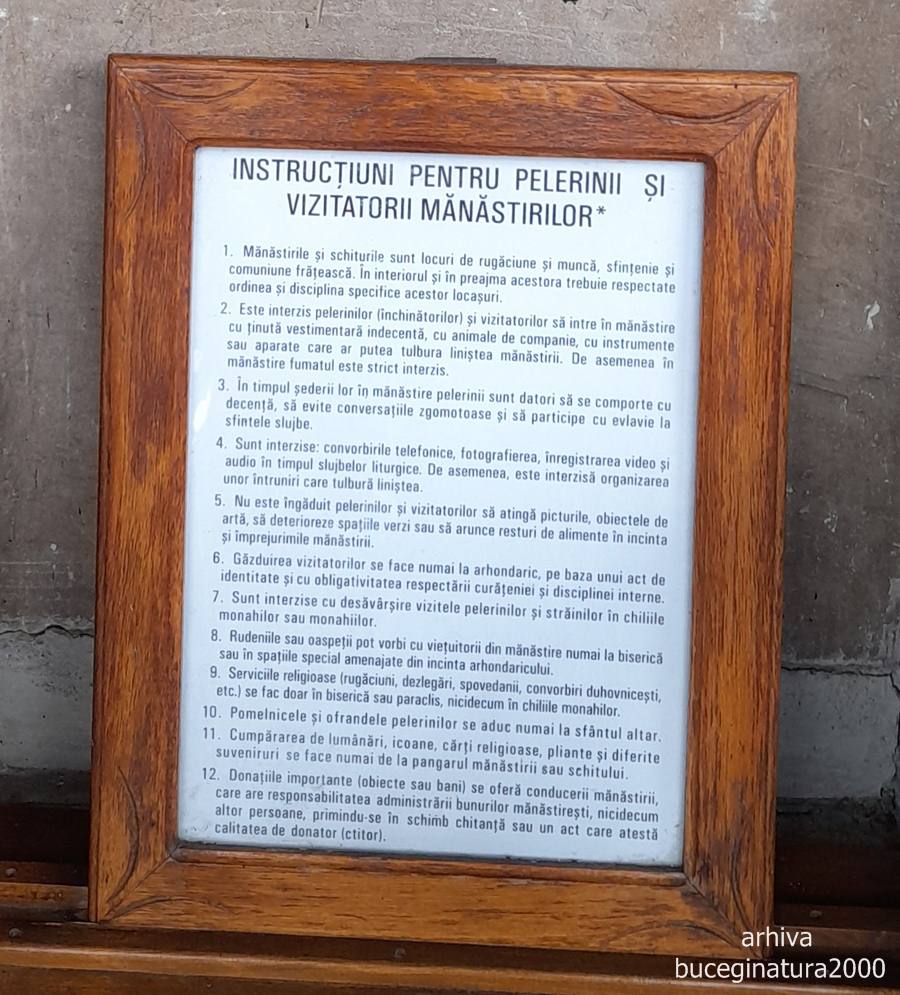 INSTRUCȚIUNI PENTRU PELERINII ȘI
VIZITATORII MĂNĂSTIRILOR*
1. Mănăstirile și schiturile sunt locuri de rugăciune și muncă, sfințenie și
comuniune frățească. În interiorul și în preajma acestora trebuie respectate
ordinea și disciplina specifice acestor locașuri.
2. Este interzis pelerinilor (închinătorilor) și vizitatorilor să intre în mănăstire
cu ținută vestimentară indecentă, cu animale de companie, cu instrumente
sau aparate care ar putea tulbura liniștea mănăstirii. De asemenea în
mănăstire fumatul este strict interzis.
3. În timpul șederii lor în mănăstire pelerinii sunt datori să se comporte cu
decență, să evite conversațiile zgomotoase și să participe cu evlavie la
sfintele slujbe.
4. Sunt interzise: convorbirile telefonice, fotografierea, înregistrarea video și
audio în timpul slujbelor liturgice. De asemenea, este interzisă organizarea
unor întruniri care tulbură liniștea.
5. Nu este îngăduit pelerinilor și vizitatorilor să atingă picturile, obiectele de
artă, să deterioreze spațiile verzi sau să arunce resturi de alimente în incinta
și împrejurimile mănăstirii.
6. Găzduirea vizitatorilor se face numai la arhondaric, pe baza unui act de
identitate și cu obligativitatea respectării curățeniei și disciplinei interne.
7. Sunt interzise cu desăvârșire vizitele pelerinilor și străinilor în chiliile
monahilor sau monahiilor.
8. Rudeniile sau oaspeții pot vorbi cu viețuitorii din mănăstire numai la biserică
sau în spațiile special amenajate din incinta arhondaricului.
9. Serviciile religioase (rugăciuni, dezlegări, spovedanii, convorbiri duhovnicești,
etc.) se fac doar în biserică sau paraclis, nicidecum în chiliile monahilor.
10. Pomelnicele și ofrandele pelerinilor se aduc numai la sfântul altar.
11. Cumpărarea de lumânări, icoane, cărți religioase, pliante și diferite
suveniruri se face numai de la pangarul mănăstirii sau schitului.
12. Donațiile importante (obiecte sau bani) se oferă conducerii mănăstirii,
care are responsabilitatea administrării bunurilor mănăstirești, nicidecum
altor persoane, primindu-se în schimb chitanță sau un act care atestă
calitatea de donator (ctitor).
arhiva
buceginatura2000